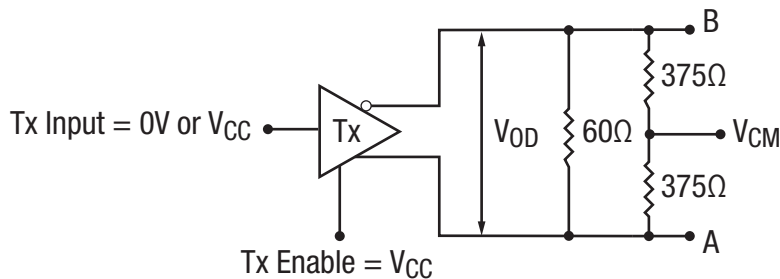 B
375Ω
Tx Input = 0V or VCC
Tx
VOD
60Ω
VCM
375Ω
A
Tx Enable = VCC